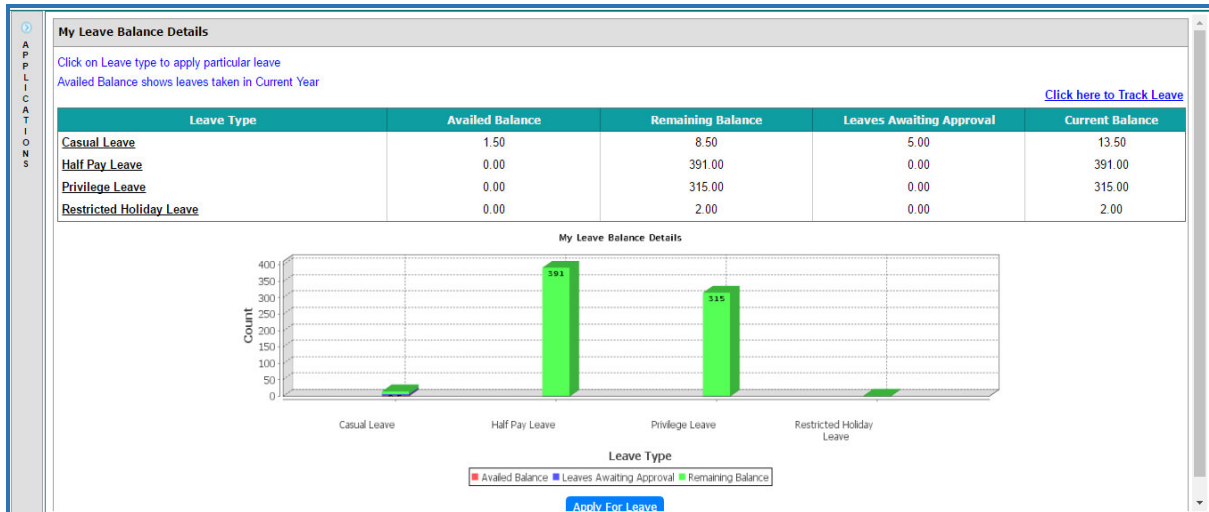 APPLICATIONS
My Leave Balance Details
Click on Leave type to apply particular leave
Availed Balance shows leaves taken in Current Year
Click here to Track Leave
Leave Type Availed Balance Remaining Balance Leaves Awaiting Approval Current Balance
Casual Leave 1.50 8.50 5.00 13.50
Half Pay Leave 0.00 391.00 0.00 391.00
Privilege Leave 0.00 315.00 0.00 315.00
Restricted Holiday Leave 0.00 2.00 0.00 2.00
My Leave Balance Details
Count
400
350
300
250
200
150
100
50
0
391
315
Casual Leave Half Pay Leave Privilege Leave Restricted Holiday
Leave
Leave Type
Availed Balance Leaves Awaiting Approval Remaining Balance
Apply For Leave